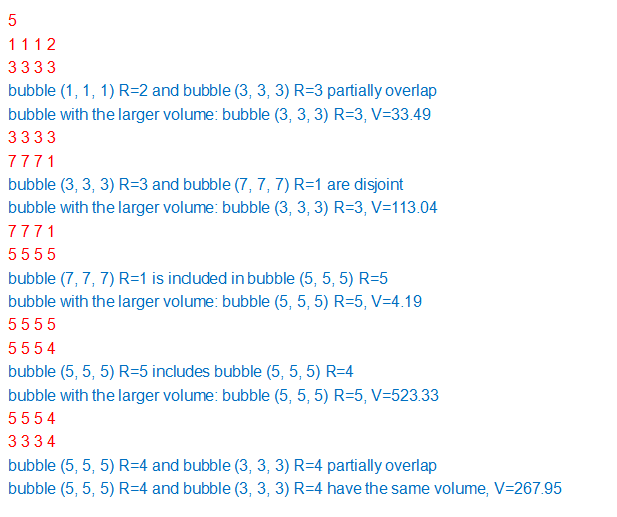 5
1 1 1 2
3 3 3 3
bubble (1, 1, 1) R=2 and bubble (3, 3, 3) R=3 partially overlap
bubble with the larger volume: bubble (3, 3, 3) R=3, V=33.49
3 3 3 3
7 7 7 1
bubble (3, 3, 3) R=3 and bubble (7, 7, 7) R=1 are disjoint
bubble with the larger volume: bubble (3, 3, 3) R=3, V=113.04
7 7 7 1
5 5 5 5
bubble (7, 7, 7) R=1 is included in bubble (5, 5, 5) R=5
bubble with the larger volume: bubble (5, 5, 5) R=5, V=4.19
5 5 5 5
5 5 5 4
bubble (5, 5, 5) R=5 includes bubble (5, 5, 5) R=4
bubble with the larger volume: bubble (5, 5, 5) R=5, V=523.33
5 5 5 4
3 3 3 4
bubble (5, 5, 5) R=4 and bubble (3, 3, 3) R=4 partially overlap
bubble (5, 5, 5) R=4 and bubble (3, 3, 3) R=4 have the same volume, V=267.95